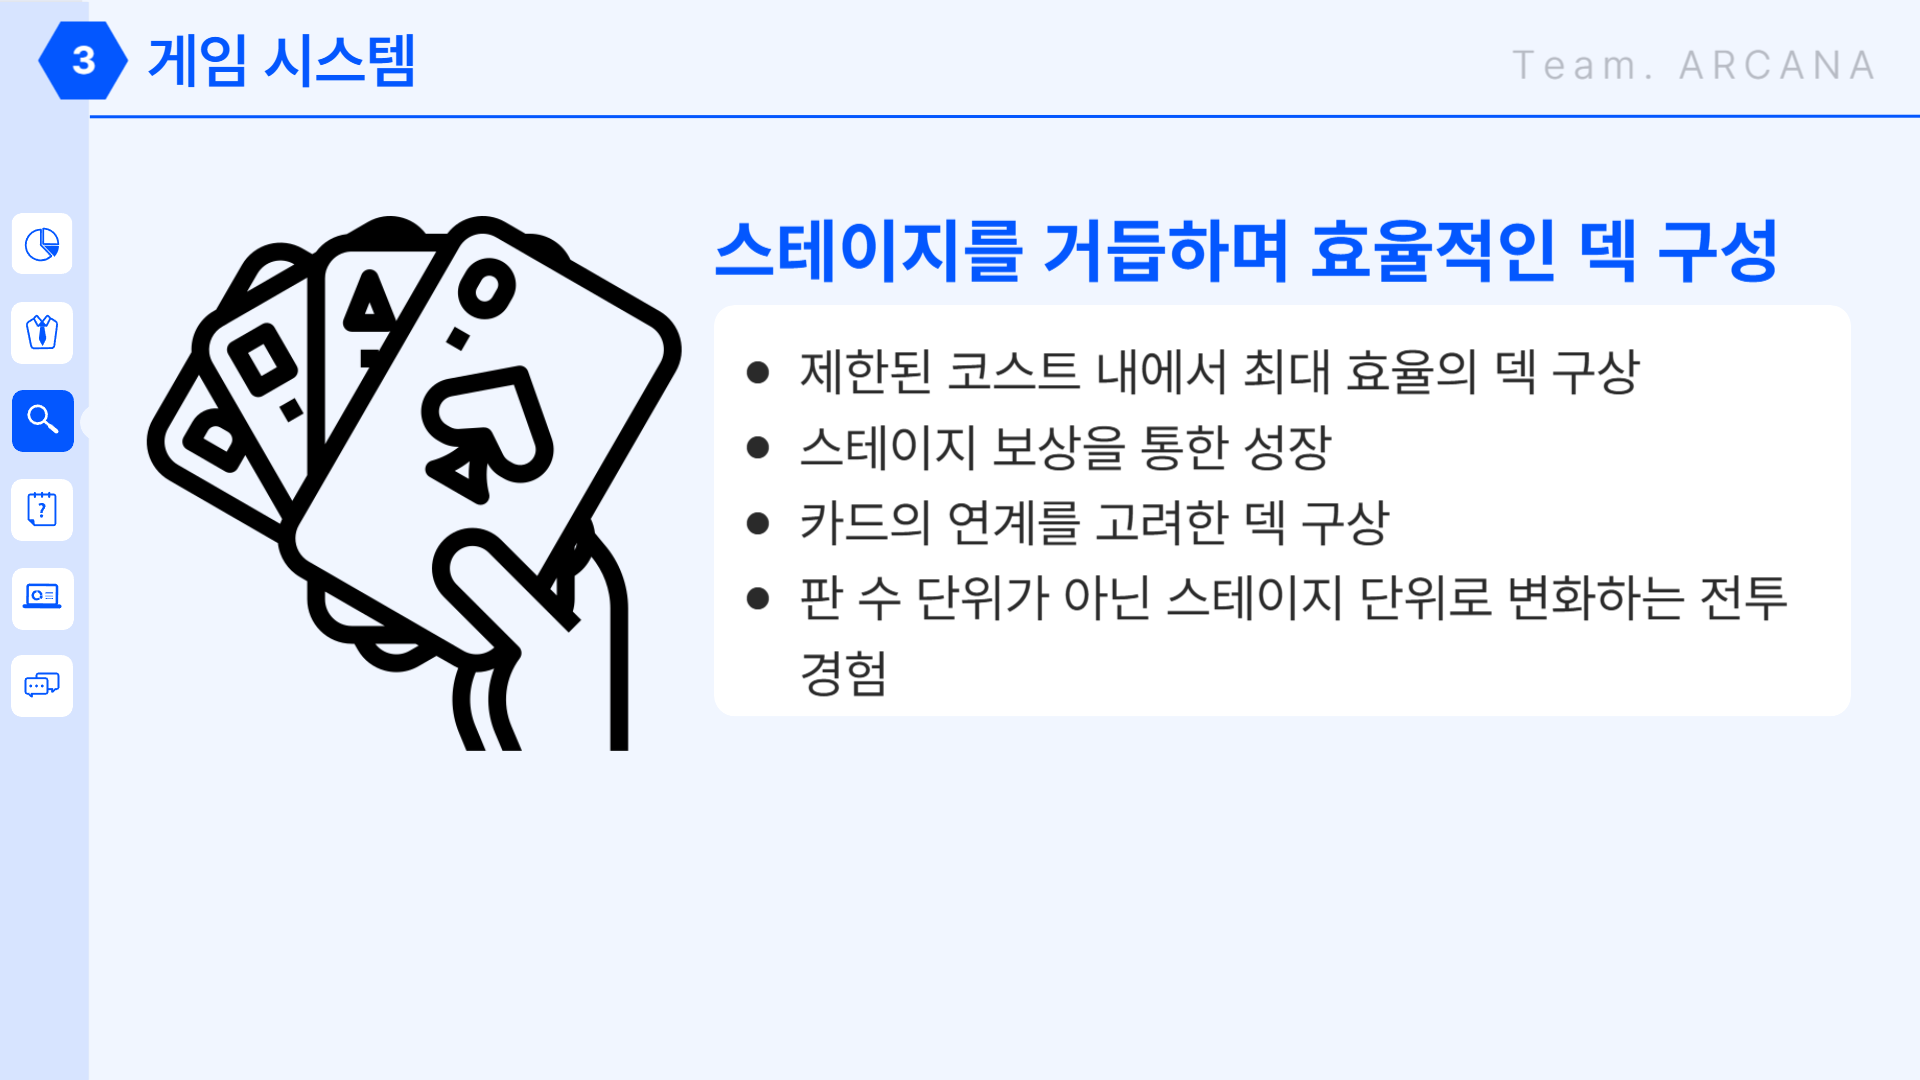 3 게임 시스템
Team. ARCANA
스테이지를 거듭하며 효율적인 덱 구성
● 제한된 코스트 내에서 최대 효율의 덱 구상
● 스테이지 보상을 통한 성장
● 카드의 연계를 고려한 덱 구상
● 판 수 단위가 아닌 스테이지 단위로 변화하는 전투
경험
?